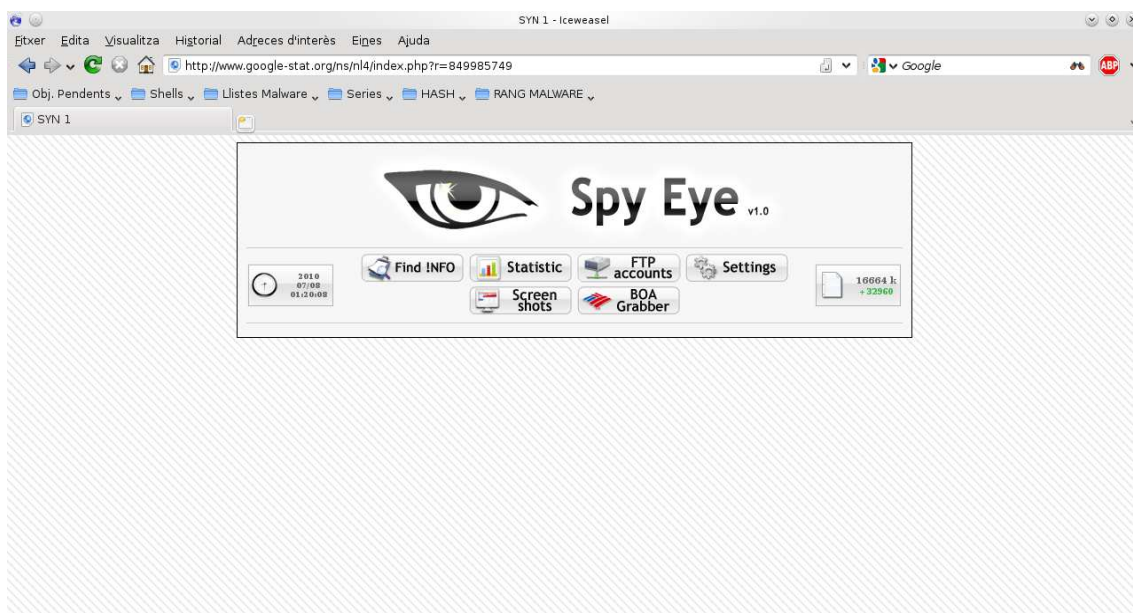 SYN 1 - Iceweasel
Fitxer Edita Visualitza Historial Adreces d'interès Eines Ajuda
http://www.google-stat.org/ns/nl4/index.php?r=849985749
Google
ABP
Obj. Pendents Shells Llistes Malware Series HASH RANG MALWARE
SYN 1
Spy Eye v1.0
Find !NFO Statistic FTP accounts Settings
2010
07/08
01:20:08
Screen shots BOA Grabber
16664 k
+32960